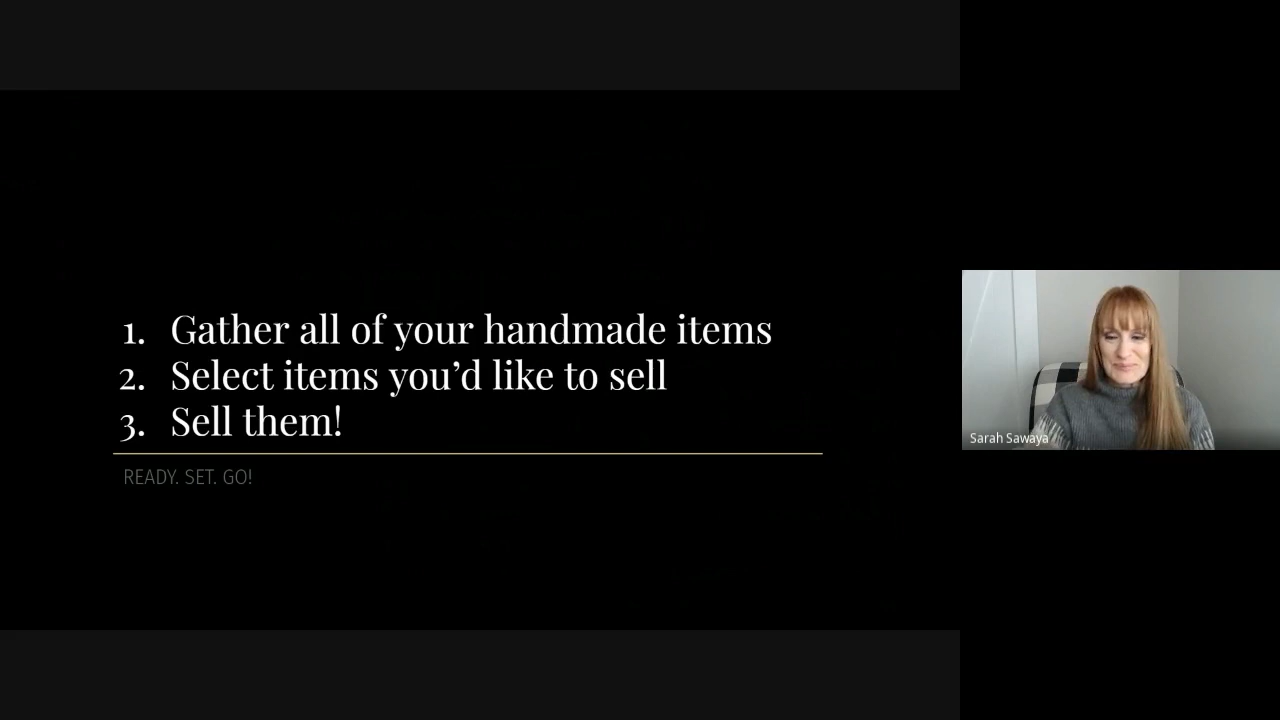 1. Gather all of your handmade items
2. Select items you’d like to sell
3. Sell them!
READY. SET. GO!
Sarah Sawaya